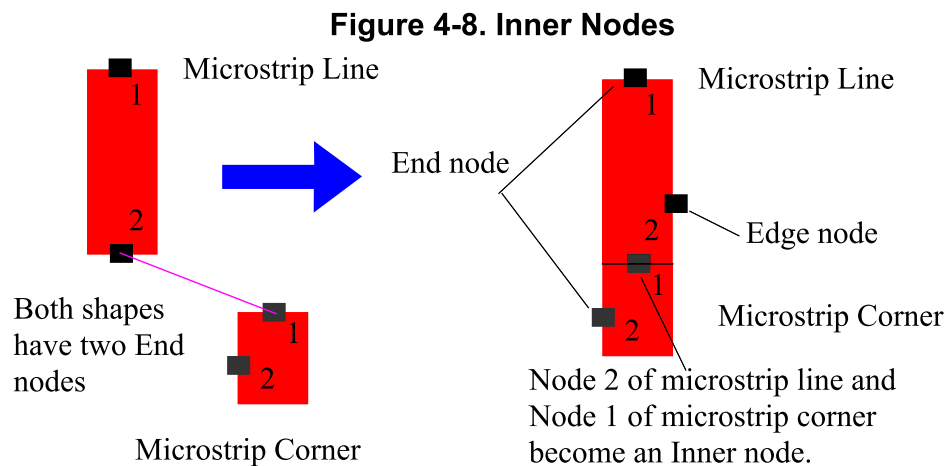 Figure 4-8. Inner Nodes
Microstrip Line
1
2
Both shapes
have two End
nodes
1
2
Microstrip Corner
Microstrip Line
1
End node
2
Edge node
1
Microstrip Corner
2
Node 2 of microstrip line and
Node 1 of microstrip corner
become an Inner node.